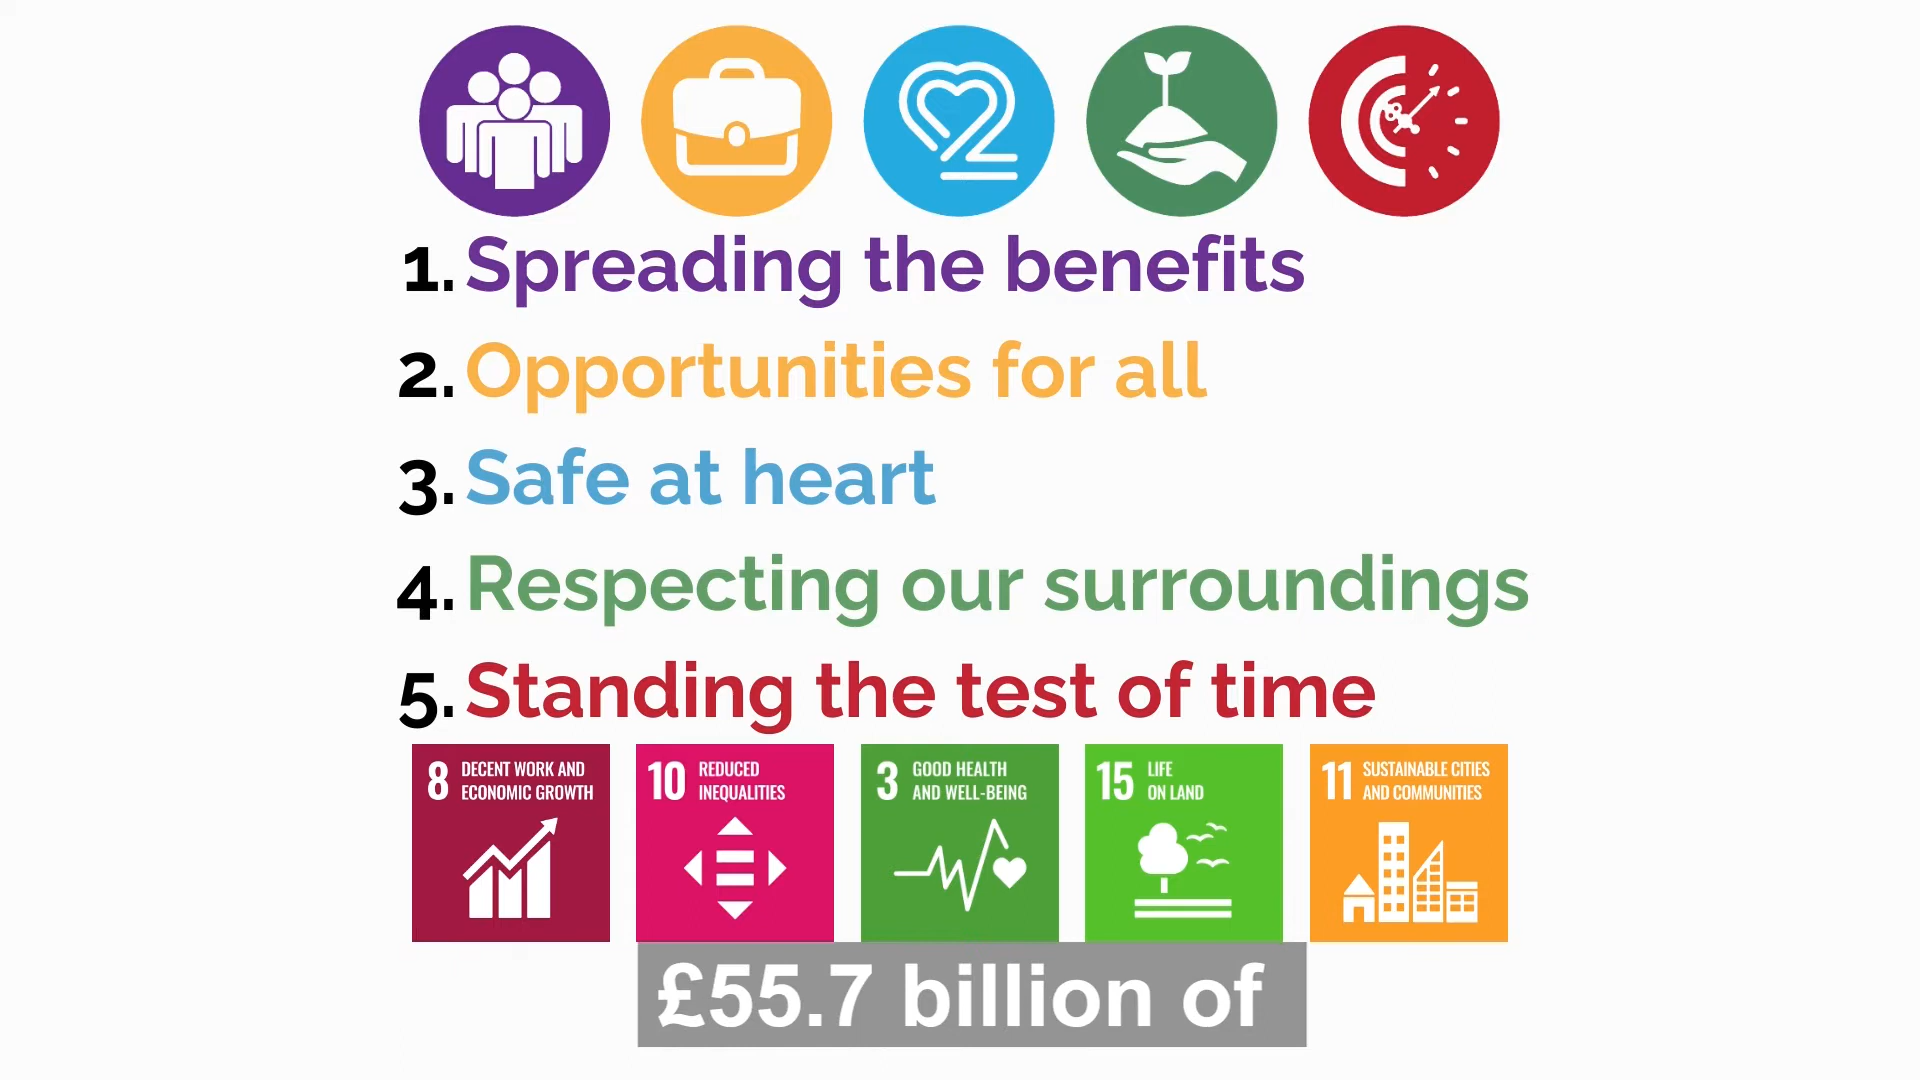 1. Spreading the benefits
2. Opportunities for all
3. Safe at heart
4. Respecting our surroundings
5. Standing the test of time
8 DECENT WORK AND
ECONOMIC GROWTH
10 REDUCED
INEQUALITIES
3 GOOD HEALTH
AND WELL-BEING
15 LIFE
ON LAND
11 SUSTAINABLE CITIES
AND COMMUNITIES
£55.7 billion of